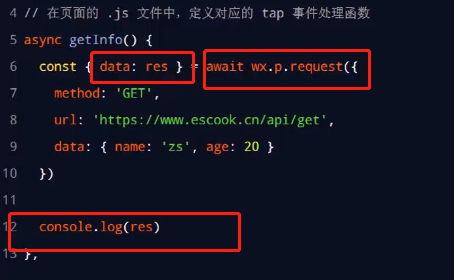 4 // 在页面的 .js 文件中，定义对应的 tap 事件处理函数
5 async getInfo() {
6 const { data: res } = await wx.p.request({
7 method: 'GET',
8 url: 'https://www.escook.cn/api/get',
9 data: { name: 'zs', age: 20 }
10 })
11
12 console.log(res)
13 },